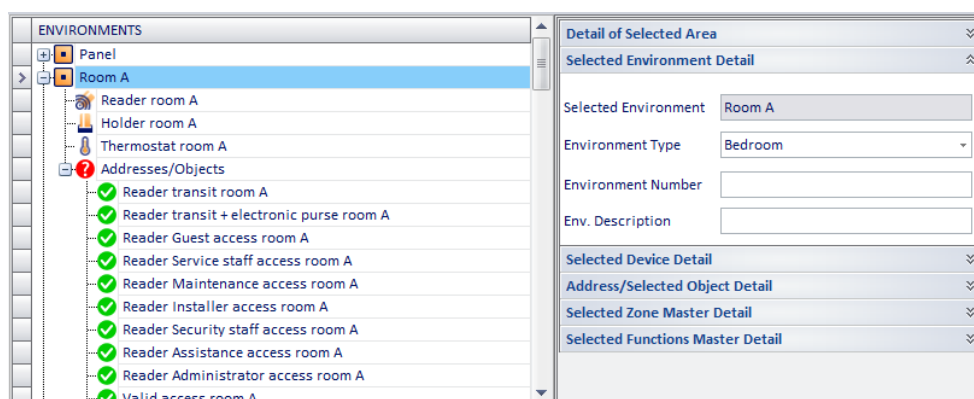 ENVIRONMENTS
Panel
Room A
Reader room A
Holder room A
Thermostat room A
Addresses/Objects
Reader transit room A
Reader transit + electronic purse room A
Reader Guest access room A
Reader Service staff access room A
Reader Maintenance access room A
Reader Installer access room A
Reader Security staff access room A
Reader Assistance access room A
Reader Administrator access room A
Valid access room A
Detail of Selected Area
Selected Environment Detail
Selected Environment Room A
Environment Type Bedroom
Environment Number
Env. Description
Selected Device Detail
Address/Selected Object Detail
Selected Zone Master Detail
Selected Functions Master Detail